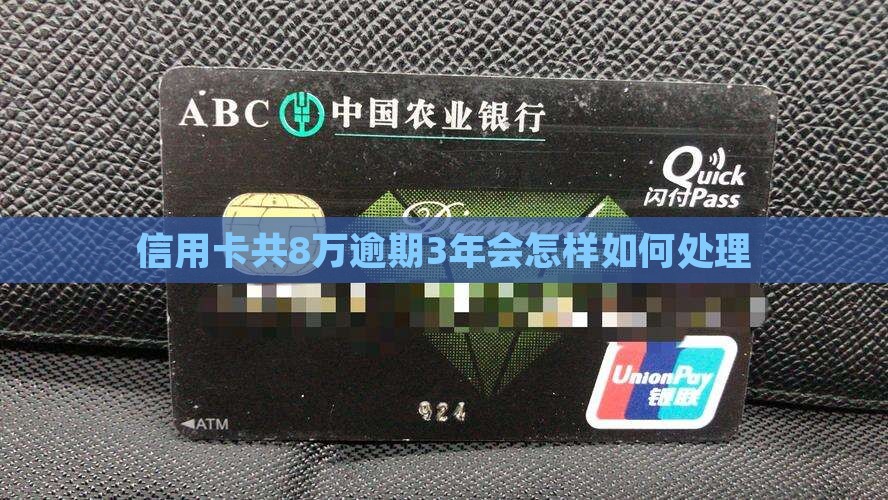 ABC 中国农业银行
Quick
闪付Pass
Diamond
信用卡共8万逾期3年会怎样如何处理
UnionPay
银联
924
ATM